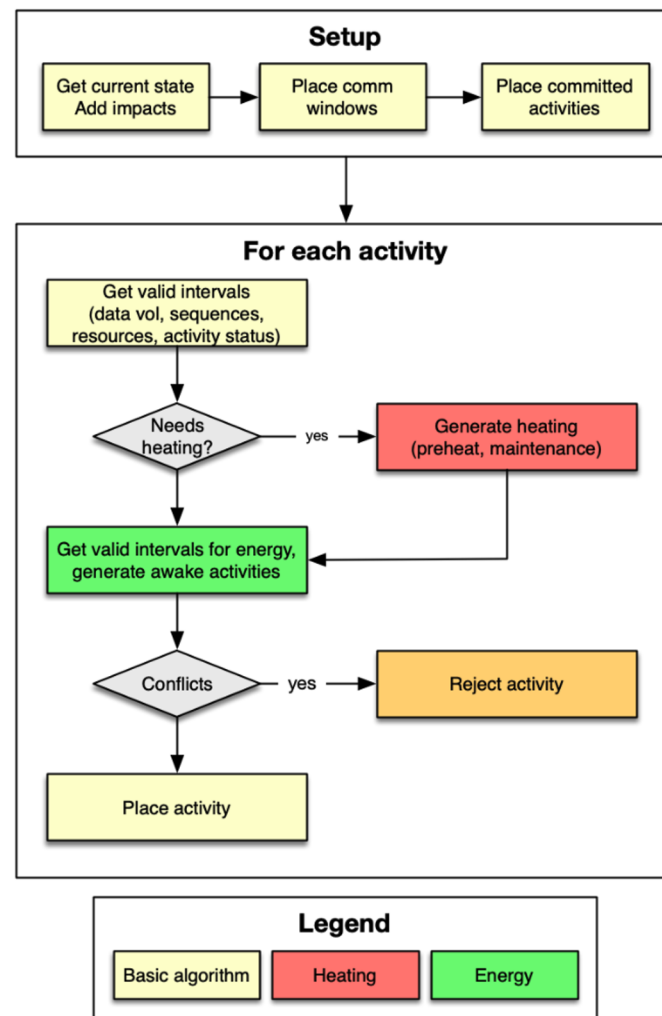 Setup
Get current state
Add impacts
Place comm
windows
Place committed
activities
For each activity
Get valid intervals
(data vol, sequences,
resources, activity status)
Needs
heating?
yes
Generate heating
(preheat, maintenance)
Get valid intervals for energy,
generate awake activities
Conflicts
yes
Reject activity
Place activity
Legend
Basic algorithm
Heating
Energy